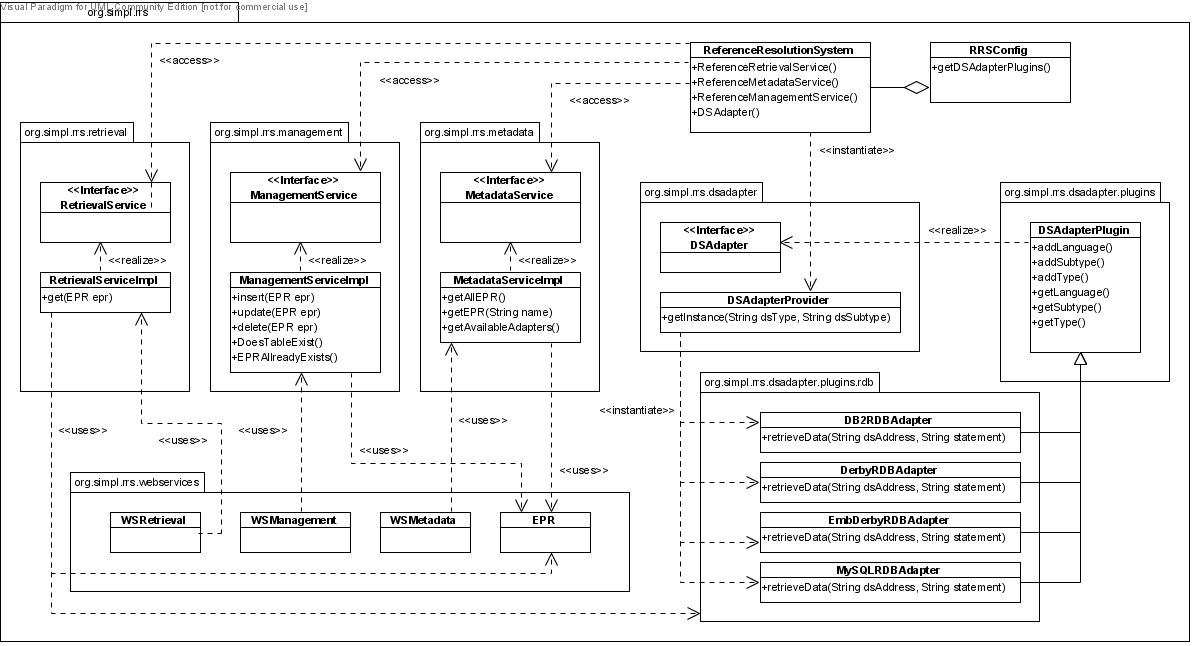 Visual Paradigm for UML Community Edition [not for commercial use]
org.simpl.rrs
<<access>>
<<access>>
<<access>>
ReferenceResolutionSystem
+ReferenceRetrievalService()
+ReferenceMetadataService()
+ReferenceManagementService()
+DSAdapter()
RRSConfig
+getDSAdapterPlugins()
<<instantiate>>
org.simpl.rrs.retrieval
<<Interface>>
RetrievalService
<<realize>>
RetrievalServiceImpl
+get(EPR epr)
org.simpl.rrs.management
<<Interface>>
ManagementService
<<realize>>
ManagementServiceImpl
+insert(EPR epr)
+update(EPR epr)
+delete(EPR epr)
+DoesTableExist()
+EPRAllreadyExists()
org.simpl.rrs.metadata
<<Interface>>
MetadataService
<<realize>>
MetadataServiceImpl
+getAllEPR()
+getEPR(String name)
+getAvailableAdapters()
org.simpl.rrs.dsadapter
<<Interface>>
DSAdapter
<<realize>>
DSAdapterProvider
+getInstance(String dsType, String dsSubtype)
org.simpl.rrs.dsadapter.plugins
DSAdapterPlugin
+addLanguage()
+addSubtype()
+addType()
+getLanguage()
+getSubtype()
+getType()
<<uses>>
<<uses>>
<<uses>>
<<uses>>
<<uses>>
<<uses>>
<<instantiate>>
org.simpl.rrs.webservices
WSRetrieval
WSManagement
WSMetadata
EPR
org.simpl.rrs.dsadapter.plugins.rdb
DB2RDBAdapter
+retrieveData(String dsAddress, String statement)
DerbyRDBAdapter
+retrieveData(String dsAddress, String statement)
EmbDerbyRDBAdapter
+retrieveData(String dsAddress, String statement)
MySQLRDBAdapter
+retrieveData(String dsAddress, String statement)